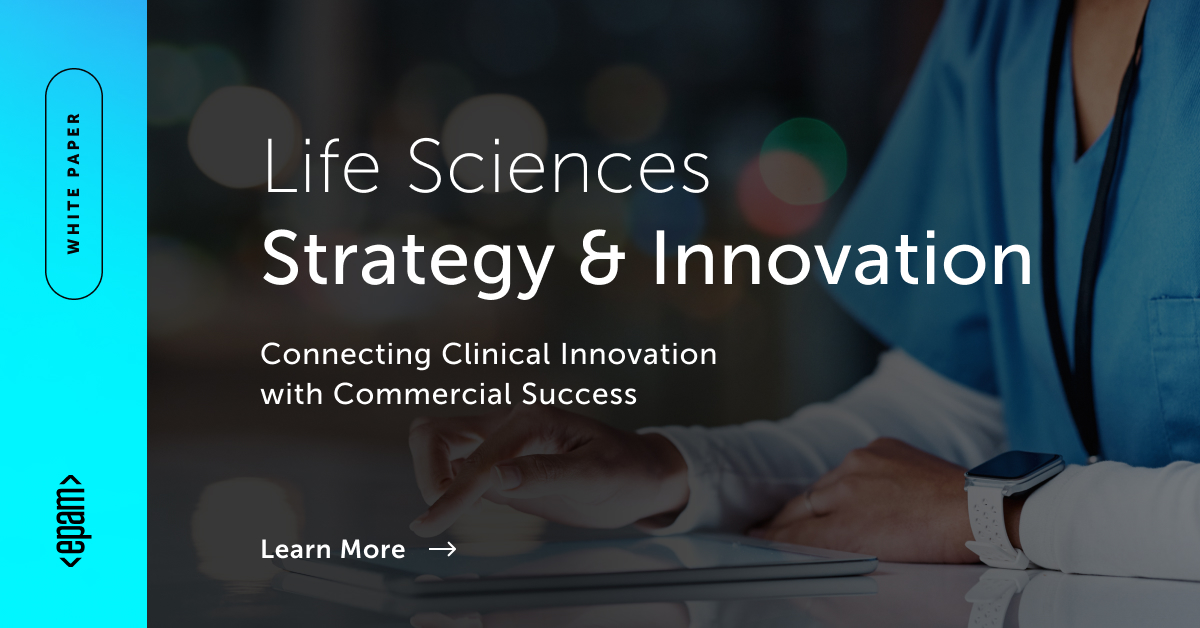 WHITE PAPER
<epam>
Life Sciences
Strategy & Innovation
Connecting Clinical Innovation
with Commercial Success
Learn More →